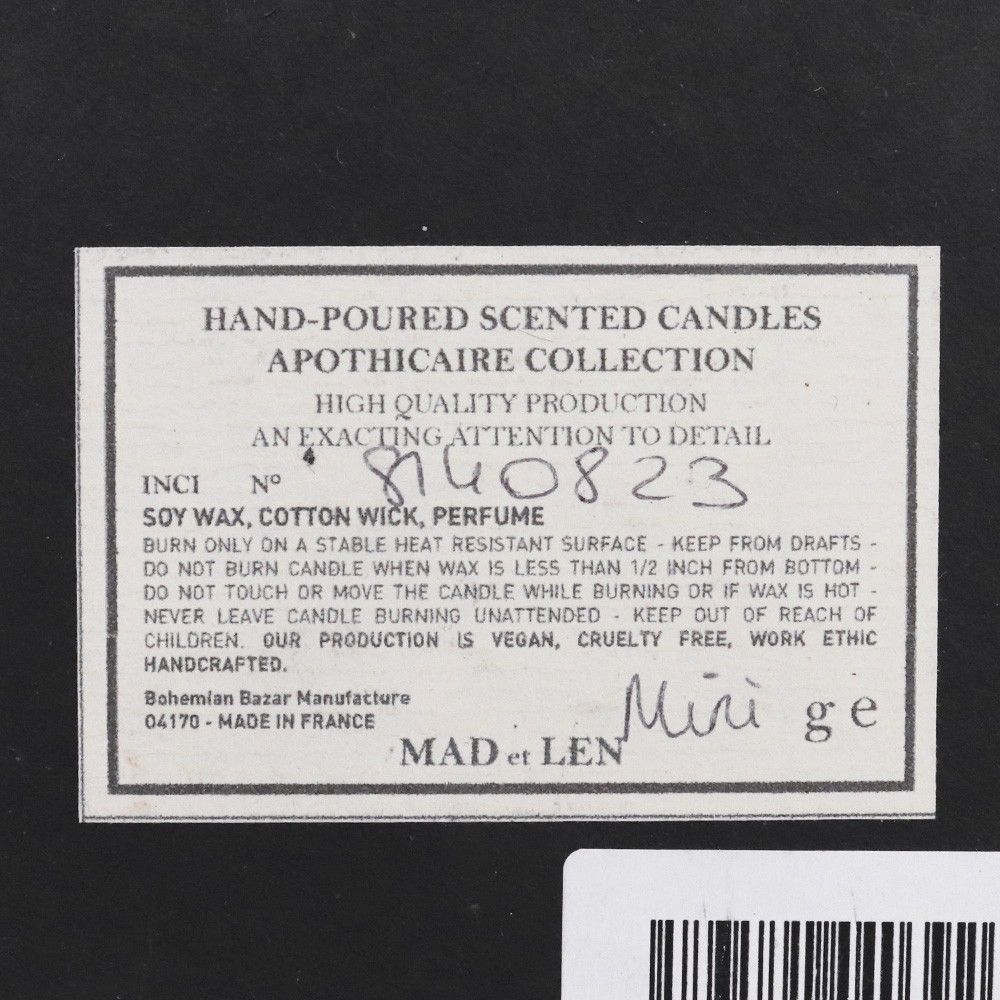 HAND-POURED SCENTED CANDLES
APOTHICAIRE COLLECTION
HIGH QUALITY PRODUCTION
AN EXACTING ATTENTION TO DETAIL
INCI N° 8140823
SOY WAX, COTTON WICK, PERFUME
BURN ONLY ON A STABLE HEAT RESISTANT SURFACE - KEEP FROM DRAFTS -
DO NOT BURN CANDLE WHEN WAX IS LESS THAN 1/2 INCH FROM BOTTOM -
DO NOT TOUCH OR MOVE THE CANDLE WHILE BURNING OR IF WAX IS HOT -
NEVER LEAVE CANDLE BURNING UNATTENDED - KEEP OUT OF REACH OF
CHILDREN. OUR PRODUCTION IS VEGAN, CRUELTY FREE, WORK ETHIC
HANDCRAFTED.
Bohemian Bazar Manufacture
04170 - MADE IN FRANCE
Mini g e
MAD et LEN